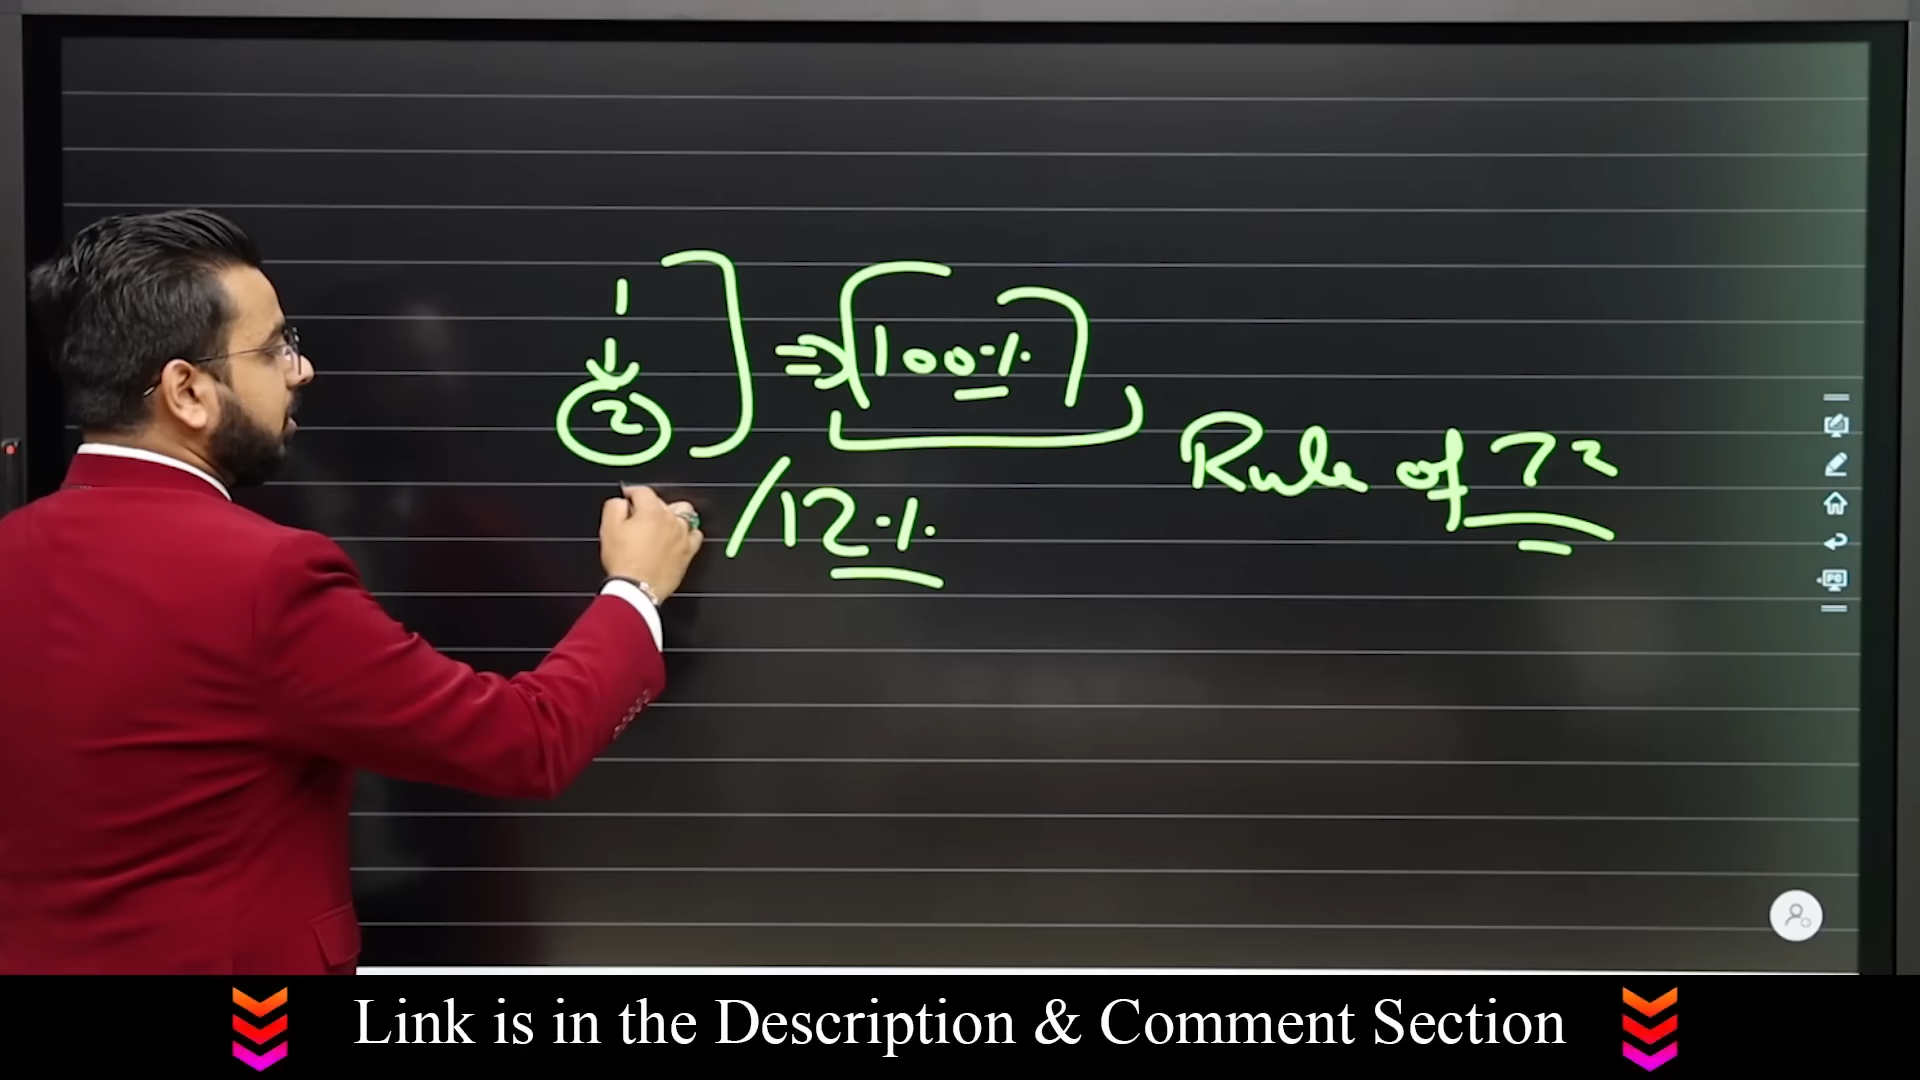 1
2
100%
Rule of 72
/12%
Link is in the Description & Comment Section